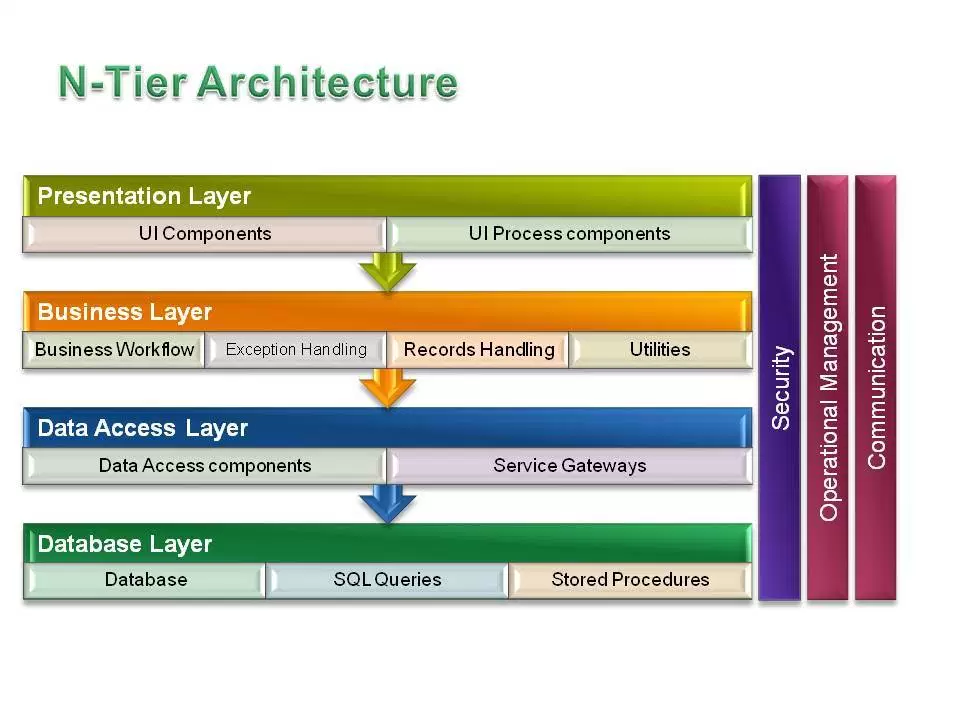 N-Tier Architecture
Presentation Layer
UI Components
UI Process components
Business Layer
Business Workflow
Exception Handling
Records Handling
Utilities
Data Access Layer
Data Access components
Service Gateways
Database Layer
Database
SQL Queries
Stored Procedures
Security
Operational Management
Communication